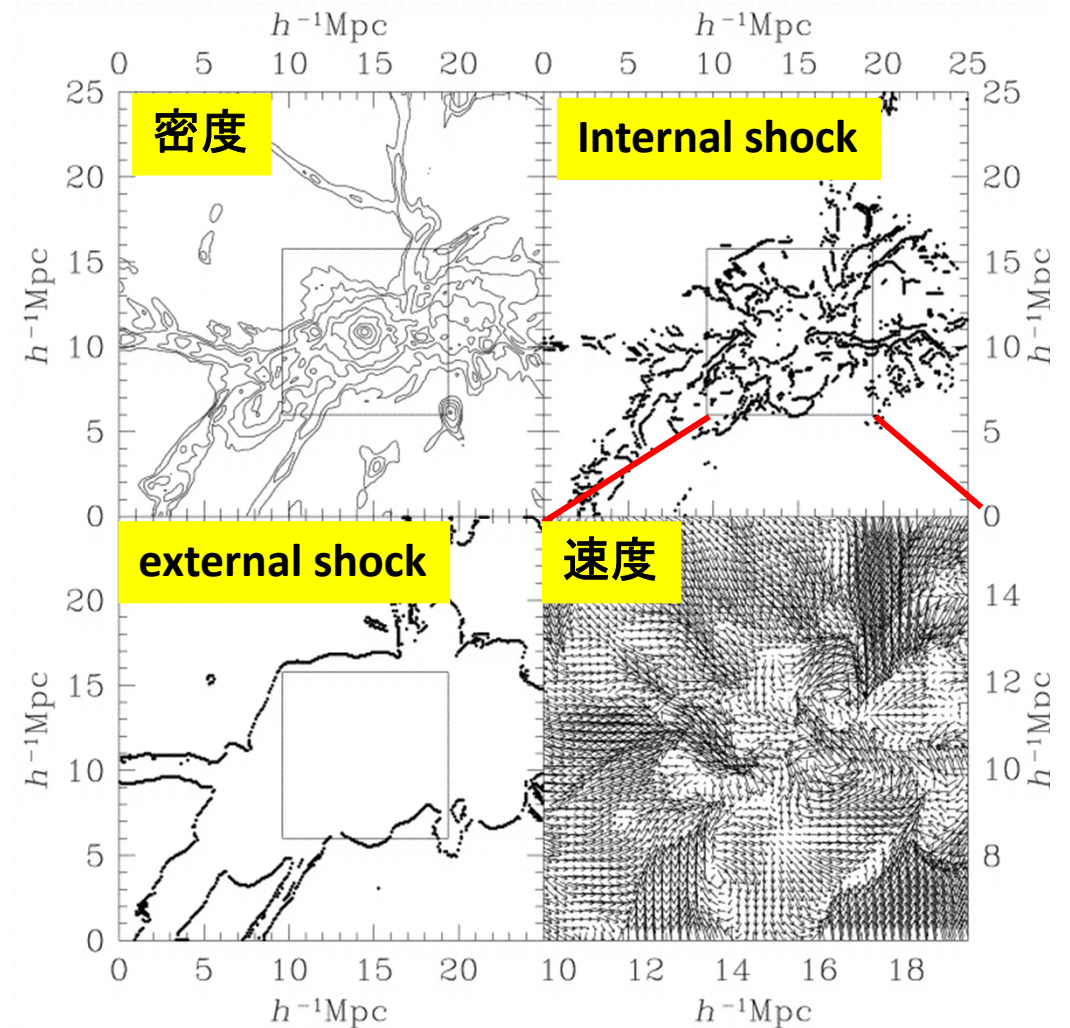 h⁻¹Mpc h⁻¹Mpc
0 5 10 15 20 0 5 10 15 20 25
25 密度 Internal shock 25
20 20
15 15
h⁻¹Mpc h⁻¹Mpc
10 10
5 5
0 0
external shock 速度
20 14
15 12
h⁻¹Mpc h⁻¹Mpc
10 10
5 8
0
0 5 10 15 20 10 12 14 16 18
h⁻¹Mpc h⁻¹Mpc